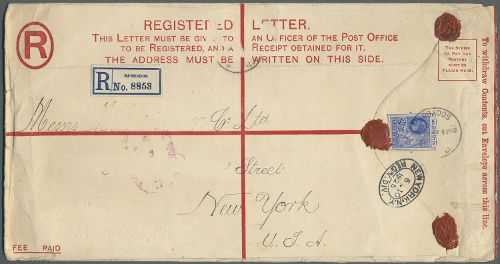 REGISTERED LETTER.
THIS LETTER MUST BE GIVEN TO AN OFFICER OF THE POST OFFICE
TO BE REGISTERED, AND A RECEIPT OBTAINED FOR IT.
THE ADDRESS MUST BE WRITTEN ON THIS SIDE.
R
THE STAMP
TO PAY THE
POSTAGE
MUST BE
PLACED HERE.
To withdraw Contents, cut Envelope across this line.
BARBADOS
R No. 8853
Messrs & Co. Ltd
Street
New York
U.S.A.
NEW YORK, N.Y.
REG'Y. DIV.
FEE PAID